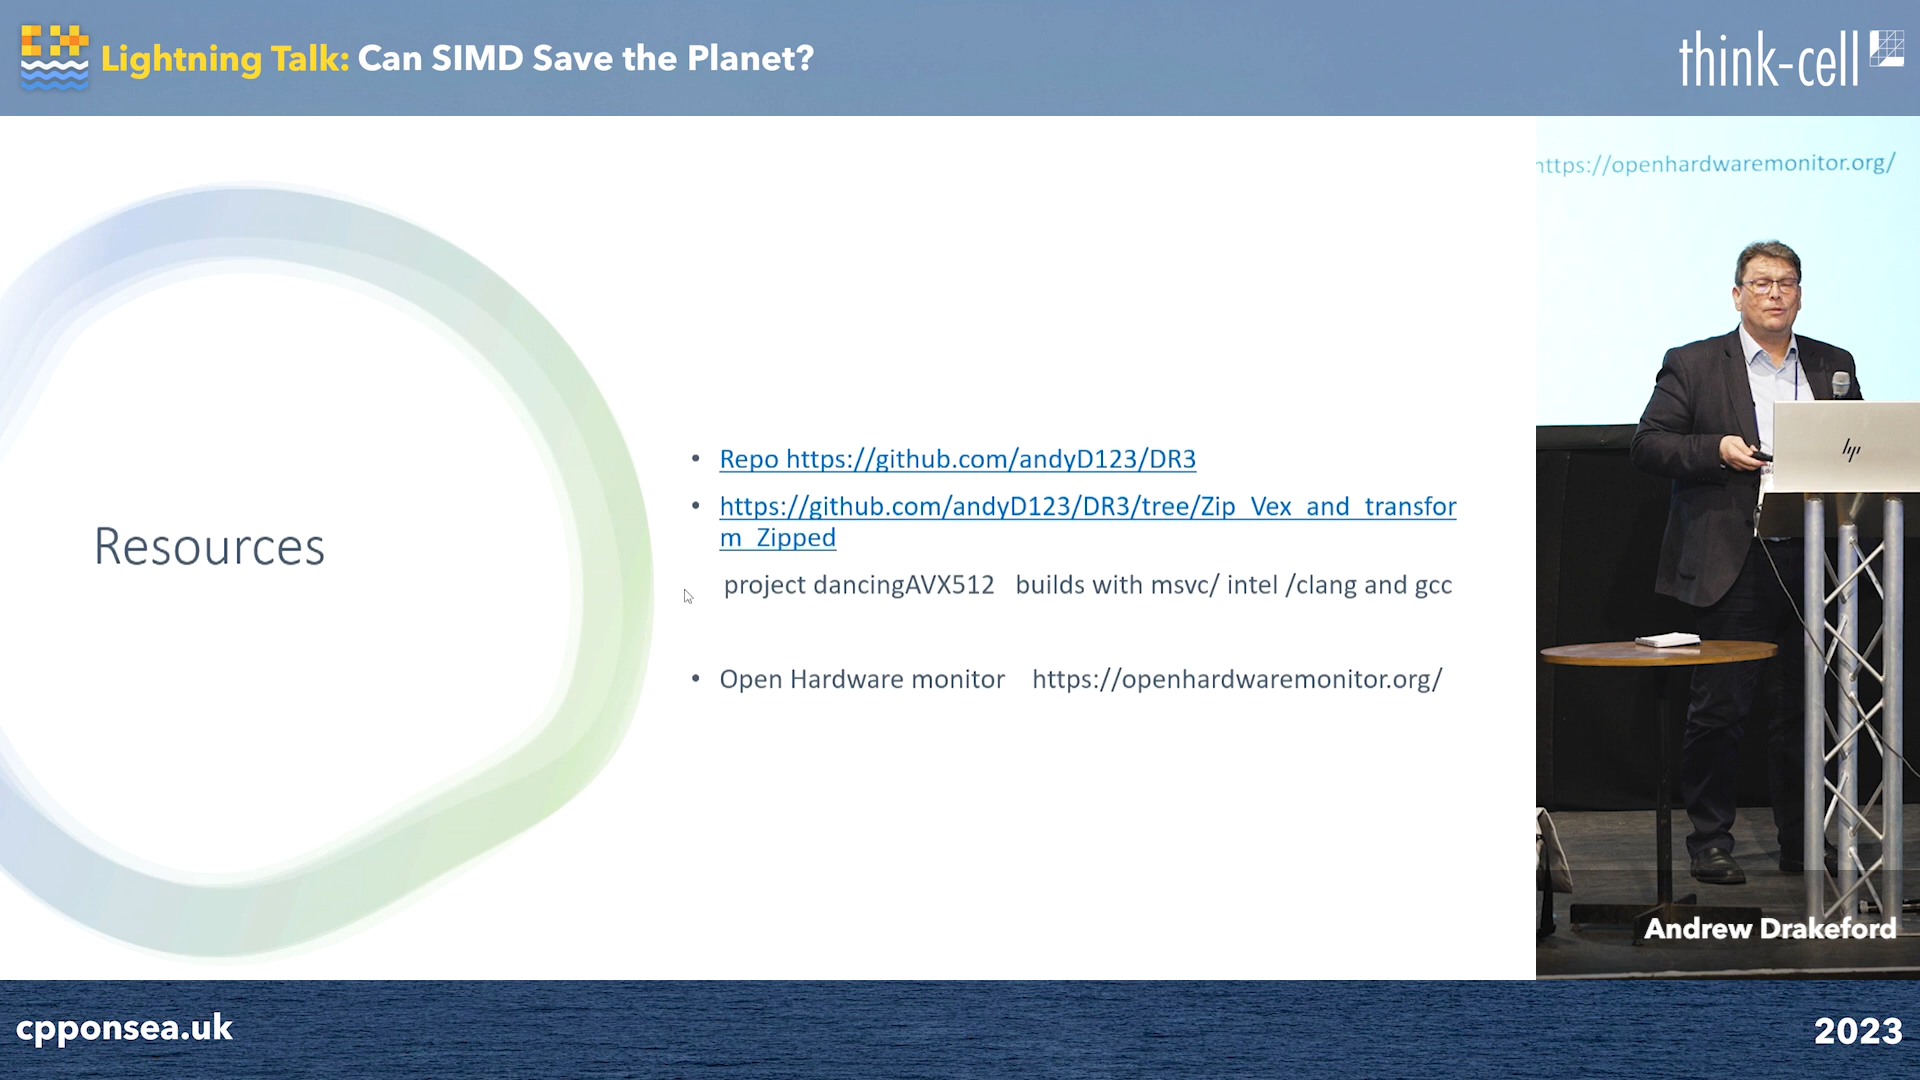 Lightning Talk: Can SIMD Save the Planet?
think-cell
https://openhardwaremonitor.org/
Resources
• Repo https://github.com/andyD123/DR3
• https://github.com/andyD123/DR3/tree/Zip_Vex_and_transfor
m_Zipped
project dancingAVX512 builds with msvc/ intel /clang and gcc
• Open Hardware monitor https://openhardwaremonitor.org/
hp
Andrew Drakeford
cpponsea.uk
2023